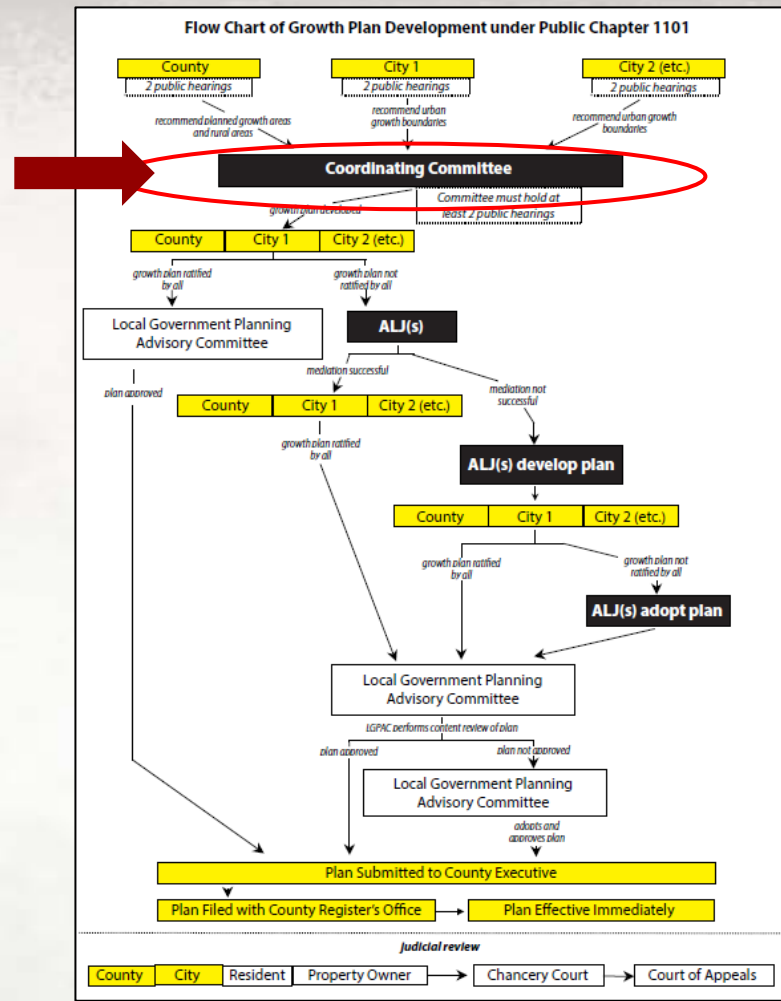 Flow Chart of Growth Plan Development under Public Chapter 1101
County
City 1
City 2 (etc.)
2 public hearings
2 public hearings
2 public hearings
recommend planned growth areas
and rural areas
recommend urban
growth boundaries
recommend urban growth
boundaries
Coordinating Committee
Committee must hold at
least 2 public hearings
growth plan developed
County
City 1
City 2 (etc.)
growth plan ratified
by all
growth plan not
ratified by all
Local Government Planning
Advisory Committee
ALJ(s)
mediation successful
mediation not
successful
plan approved
County
City 1
City 2 (etc.)
growth plan ratified
by all
ALJ(s) develop plan
County
City 1
City 2 (etc.)
growth plan ratified
by all
growth plan not
ratified by all
ALJ(s) adopt plan
Local Government Planning
Advisory Committee
LGPAC performs content review of plan
plan approved
plan not approved
Local Government Planning
Advisory Committee
adopts and
approves plan
Plan Submitted to County Executive
Plan Filed with County Register's Office
Plan Effective Immediately
Judicial review
County
City
Resident
Property Owner
Chancery Court
Court of Appeals